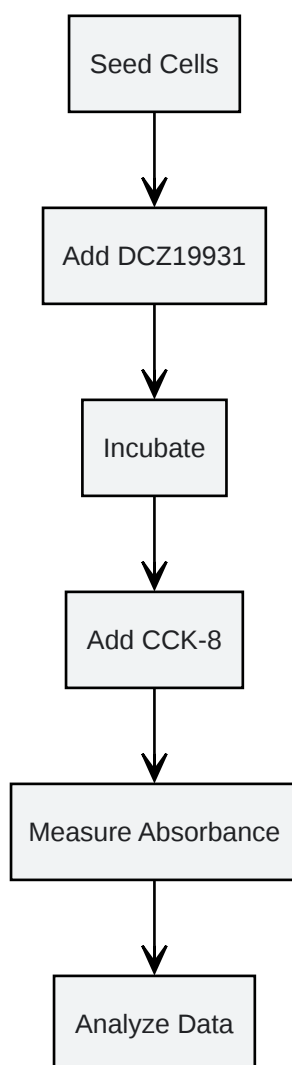 Seed Cells
Add DCZ19931
Incubate
Add CCK-8
Measure Absorbance
Analyze Data